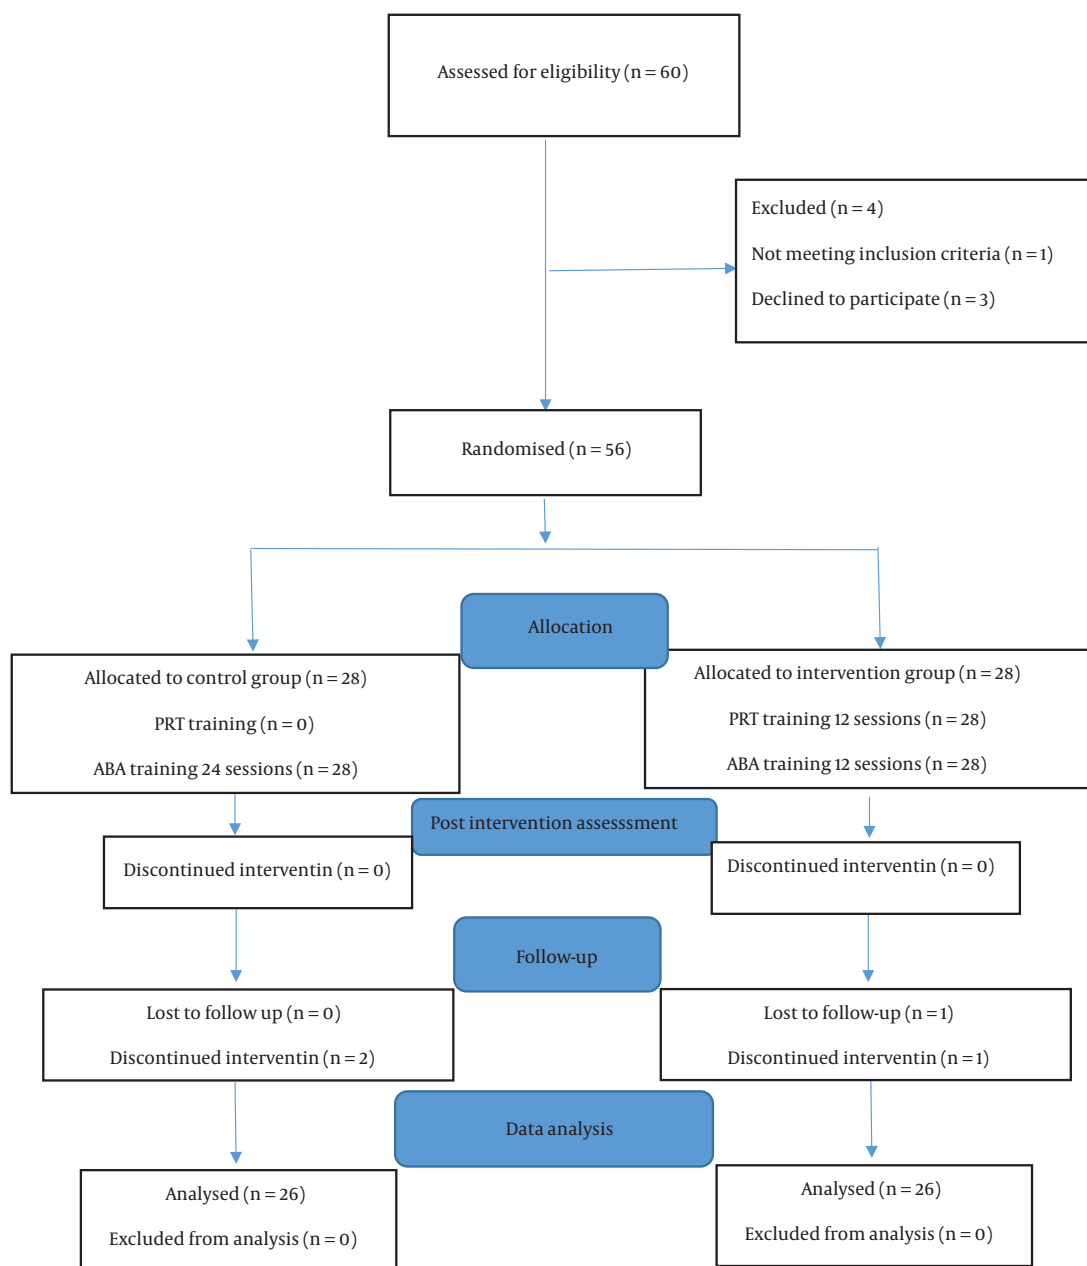 Assessed for eligibility (n = 60)
Excluded (n = 4)
Not meeting inclusion criteria (n = 1)
Declined to participate (n = 3)
Randomised (n = 56)
Allocation
Allocated to control group (n = 28)
PRT training (n = 0)
ABA training 24 sessions (n = 28)
Allocated to intervention group (n = 28)
PRT training 12 sessions (n = 28)
ABA training 12 sessions (n = 28)
Post intervention assesssment
Discontinued interventin (n = 0)
Discontinued interventin (n = 0)
Follow-up
Lost to follow up (n = 0)
Discontinued interventin (n = 2)
Lost to follow-up (n = 1)
Discontinued interventin (n = 1)
Data analysis
Analysed (n = 26)
Excluded from analysis (n = 0)
Analysed (n = 26)
Excluded from analysis (n = 0)